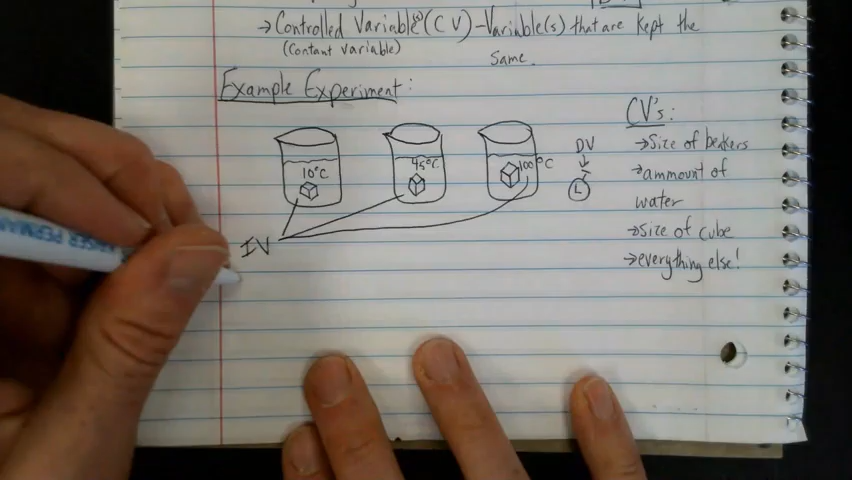 → Controlled Variable(s) (CV) - Variable(s) that are kept the
(Contant Variable) same.
Example Experiment:
10°C
45°C
100°C
IV
DV
L
CV's:
→ Size of beakers
→ ammount of
water
→ size of cube
→ everything else!